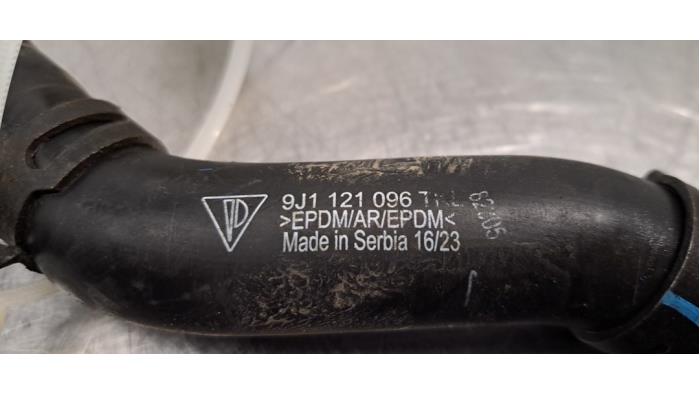 9J1 121 096
>EPDM/AR/EPDM<
Made in Serbia 16/23